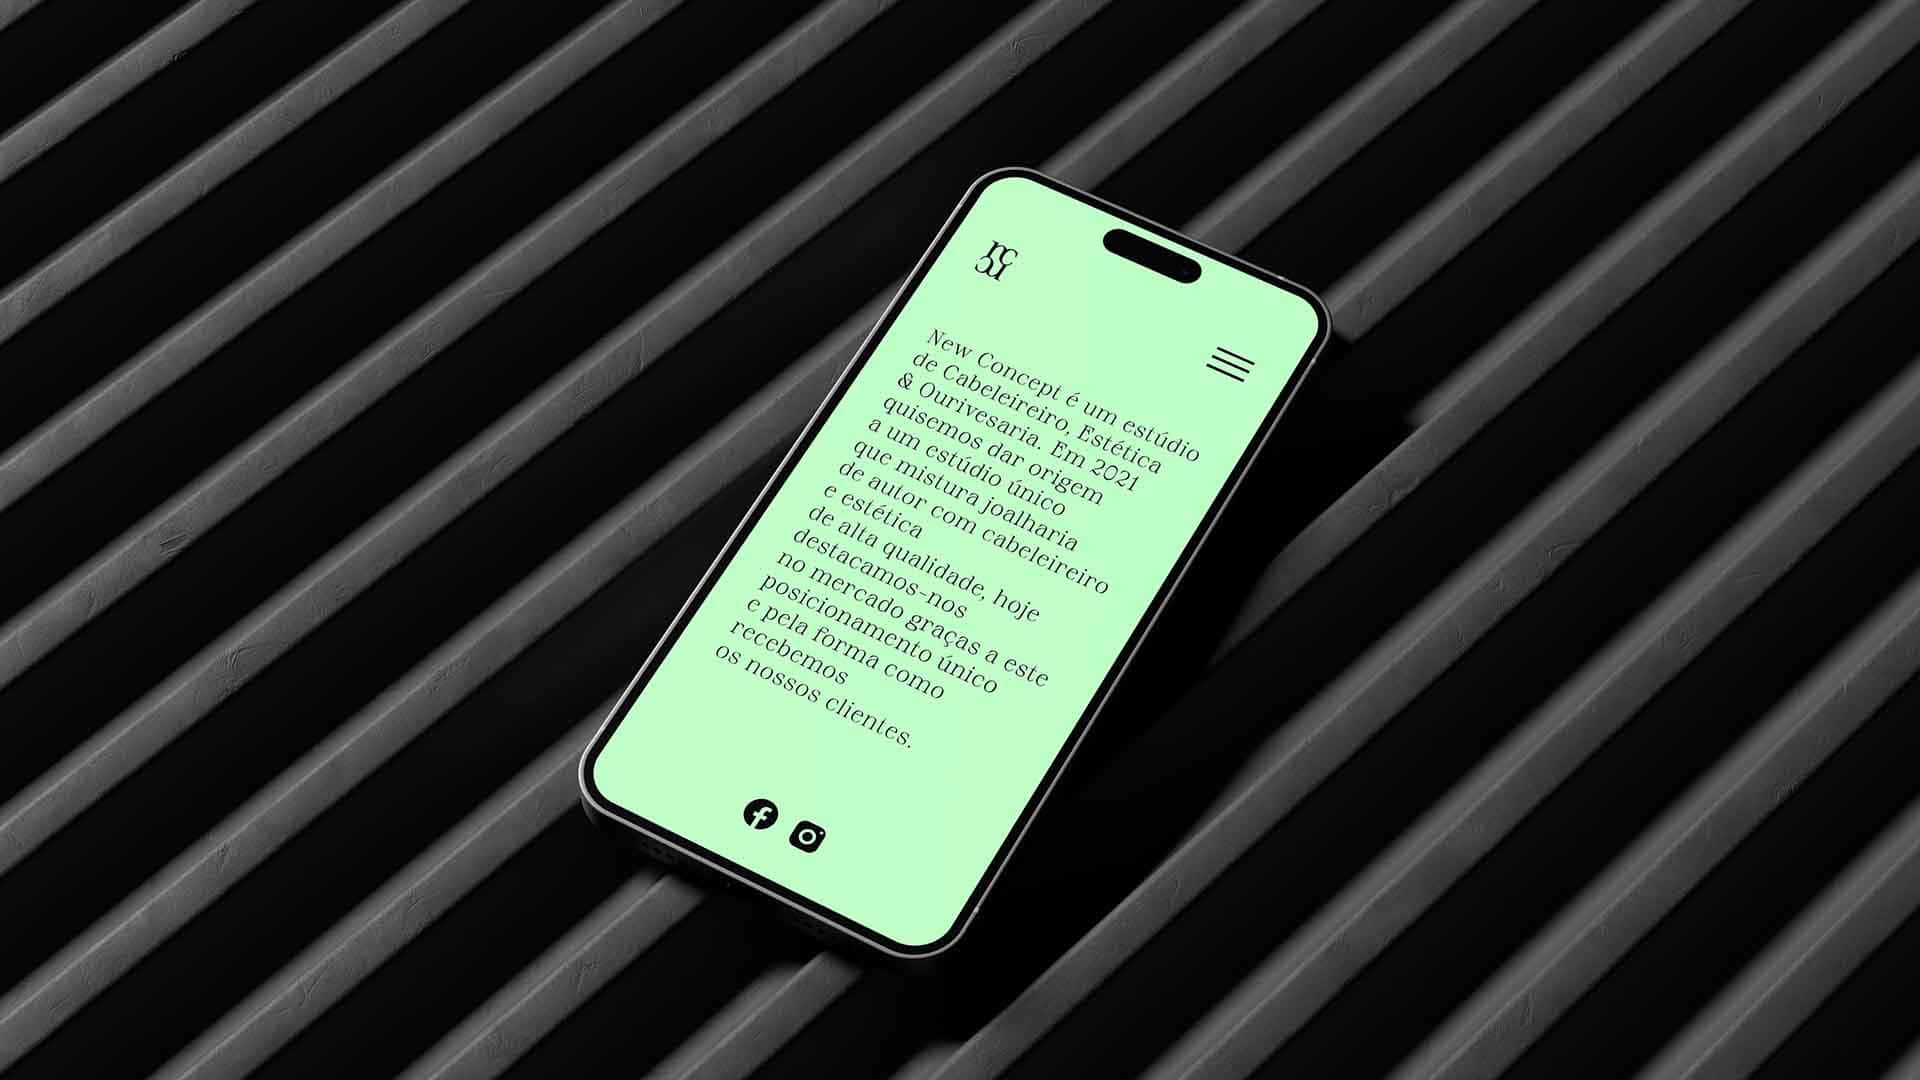 nc
New Concept é um estúdio
de Cabeleireiro, Estética
& Ourivesaria. Em 2021
quisemos dar origem
a um estúdio único
que mistura joalharia
de autor com cabeleireiro
e estética
de alta qualidade, hoje
destacamos-nos
no mercado graças a este
posicionamento único
e pela forma como
recebemos
os nossos clientes.